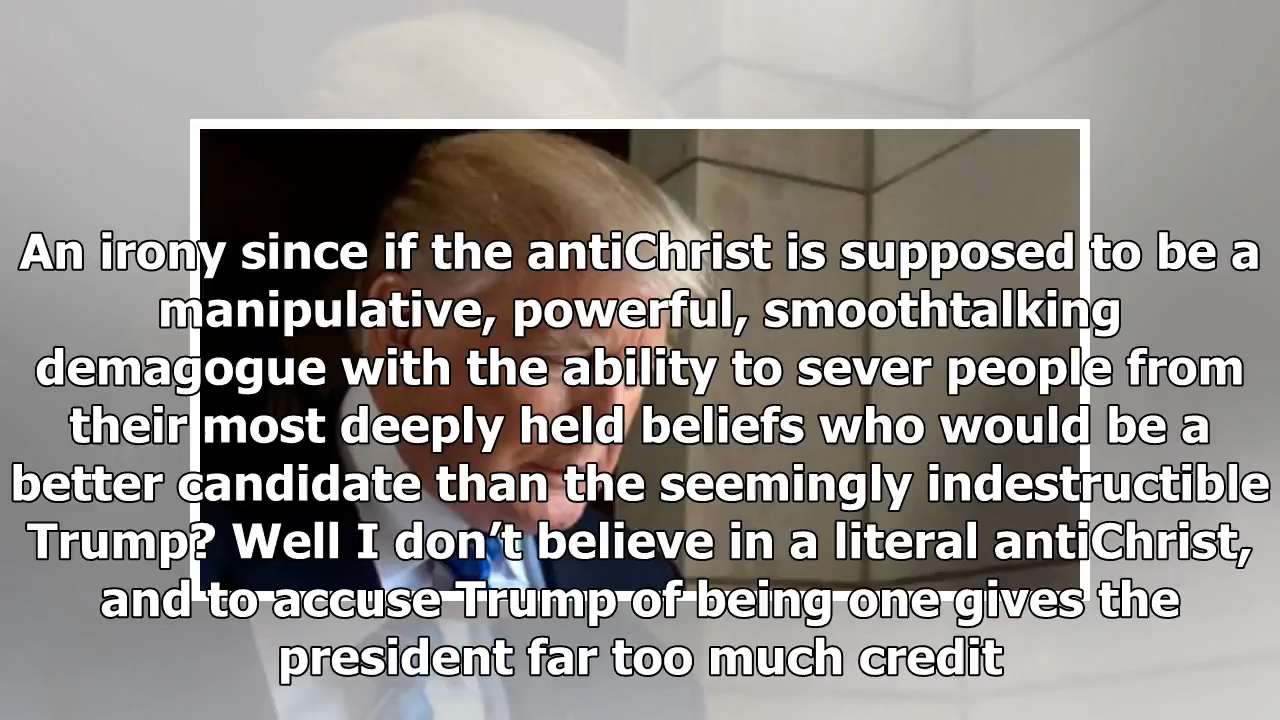 An irony since if the antiChrist is supposed to be a
manipulative, powerful, smoothtalking
demagogue with the ability to sever people from
their most deeply held beliefs who would be a
better candidate than the seemingly indestructible
Trump? Well I don’t believe in a literal antiChrist,
and to accuse Trump of being one gives the
president far too much credit